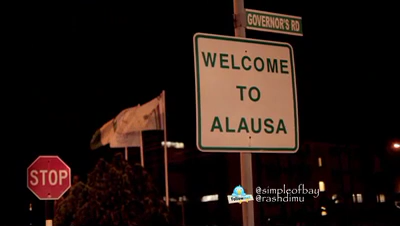 GOVERNOR'S RD
WELCOME
TO
ALAUSA
STOP
@simpleofbay
@rashdimu